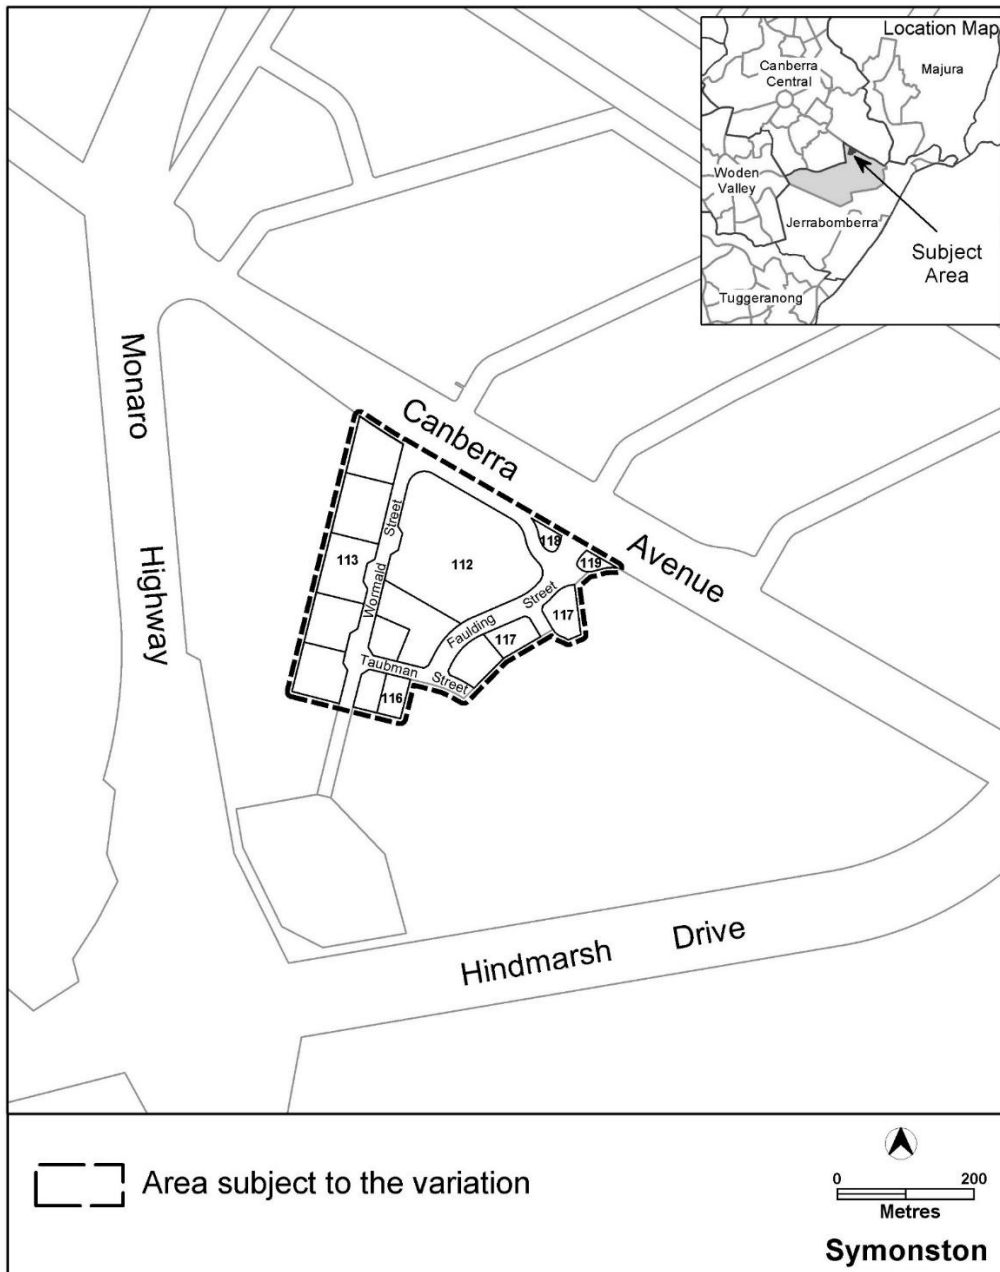 Location Map
Canberra
Central
Majura
Woden
Valley
Jerrabomberra
Subject
Area
Tuggeranong
Monaro
Highway
Canberra
Avenue
Street
Wormald
113
112
118
119
Street
Faulding
117
117
Taubman
Street
116
Hindmarsh Drive
Area subject to the variation
0 200
Metres
Symonston